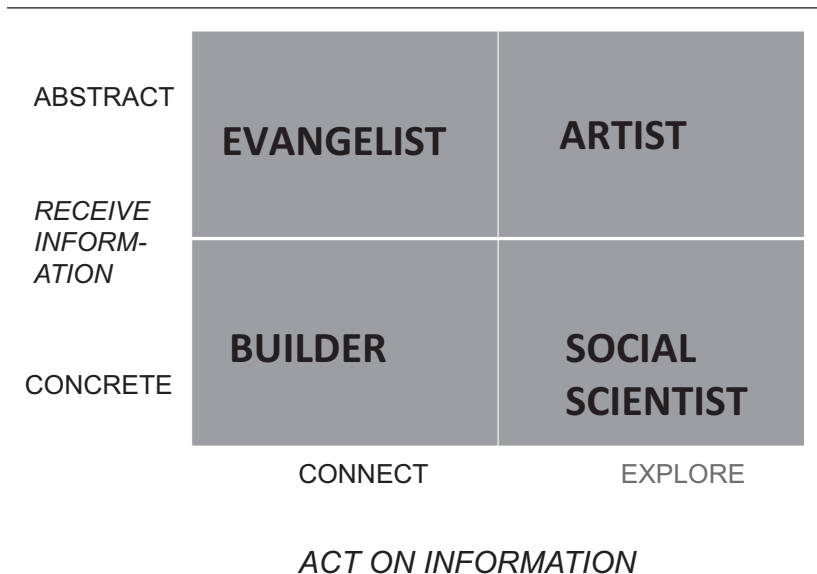 ABSTRACT
EVANGELIST
ARTIST
RECEIVE
INFORM-
ATION
BUILDER
SOCIAL
SCIENTIST
CONCRETE
CONNECT
EXPLORE
ACT ON INFORMATION